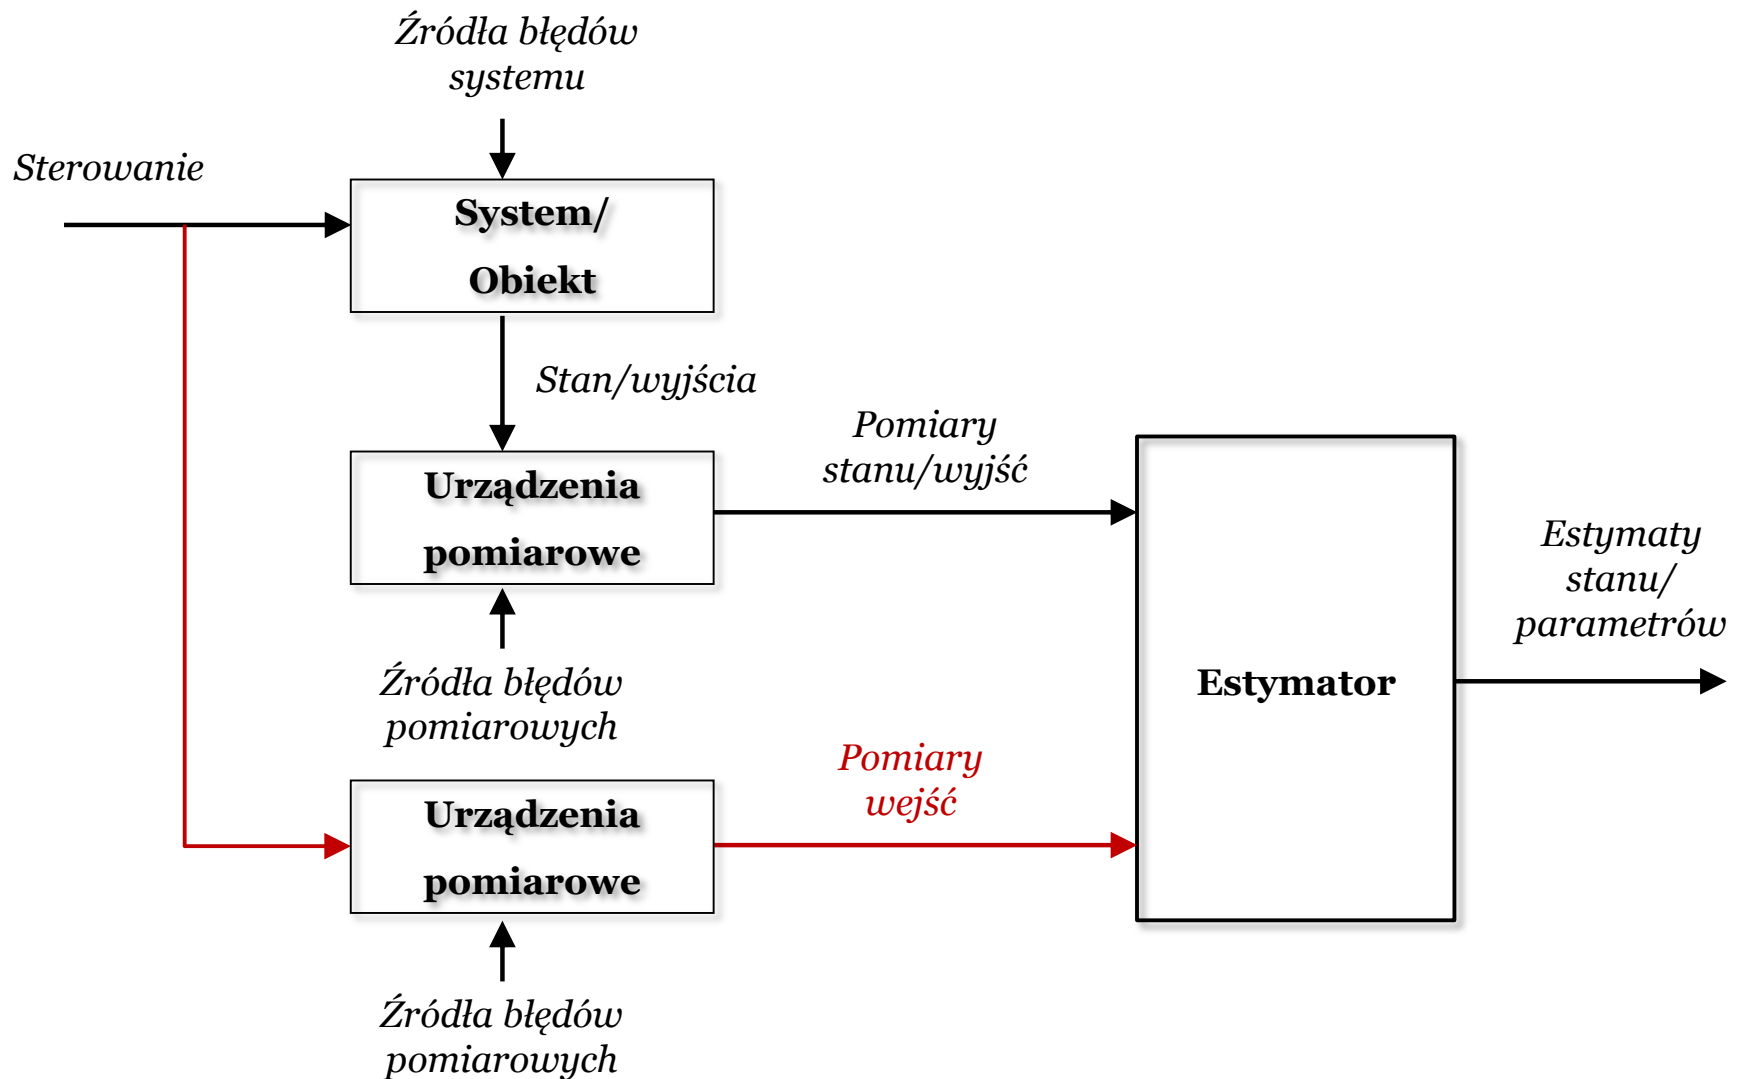 Źródła błędów
systemu
Sterowanie
System/
Obiekt
Stan/wyjścia
Pomiary
stanu/wyjść
Urządzenia
pomiarowe
Estymaty
stanu/
parametrów
Estymator
Źródła błędów
pomiarowych
Pomiary
wejść
Urządzenia
pomiarowe
Źródła błędów
pomiarowych